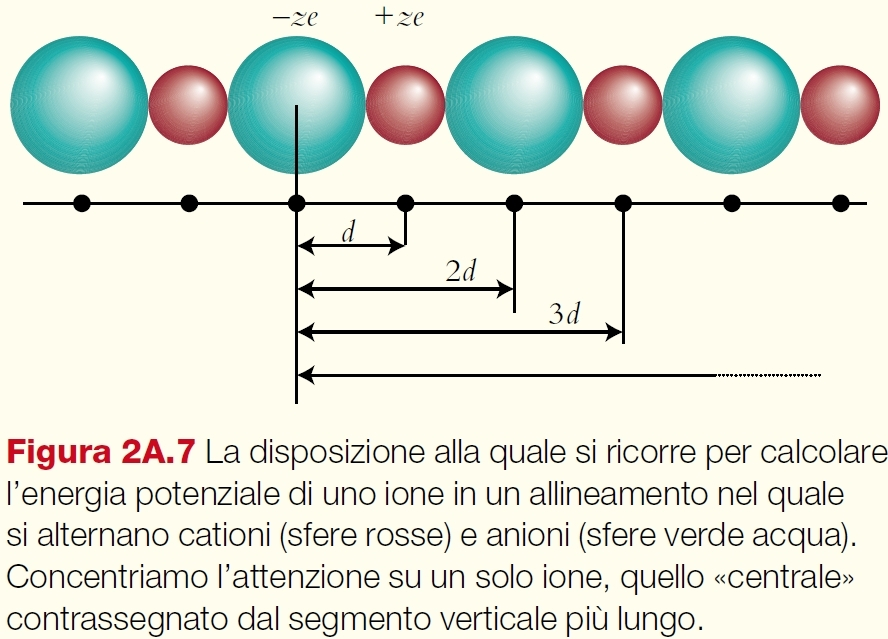 −ze +ze
d
2d
3d
Figura 2A.7 La disposizione alla quale si ricorre per calcolare
l’energia potenziale di uno ione in un allineamento nel quale
si alternano cationi (sfere rosse) e anioni (sfere verde acqua).
Concentriamo l’attenzione su un solo ione, quello «centrale»
contrassegnato dal segmento verticale più lungo.